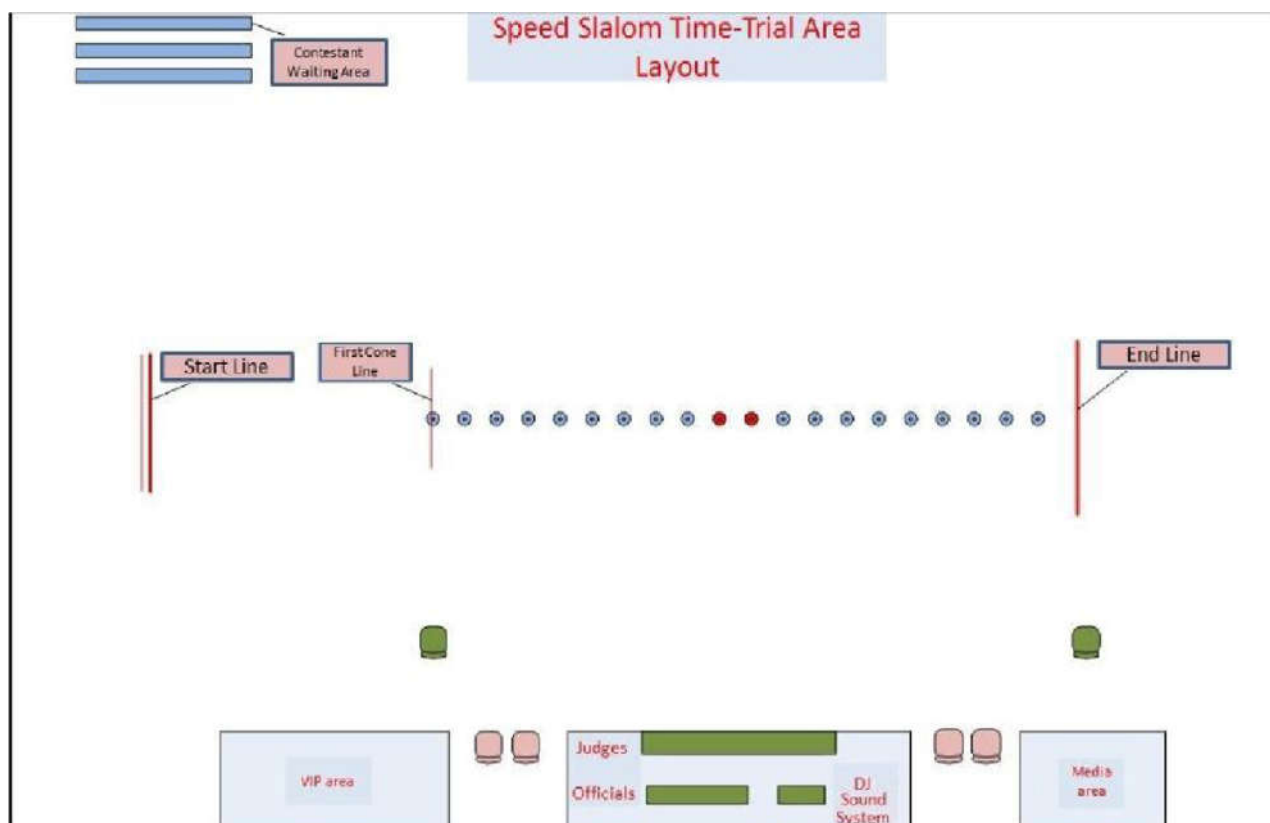 Speed Slalom Time-Trial Area
Layout
Contestant
Waiting Area
Start Line
First Cone
Line
End Line
VIP area
Judges
Officials
DJ
Sound
System
Media
area